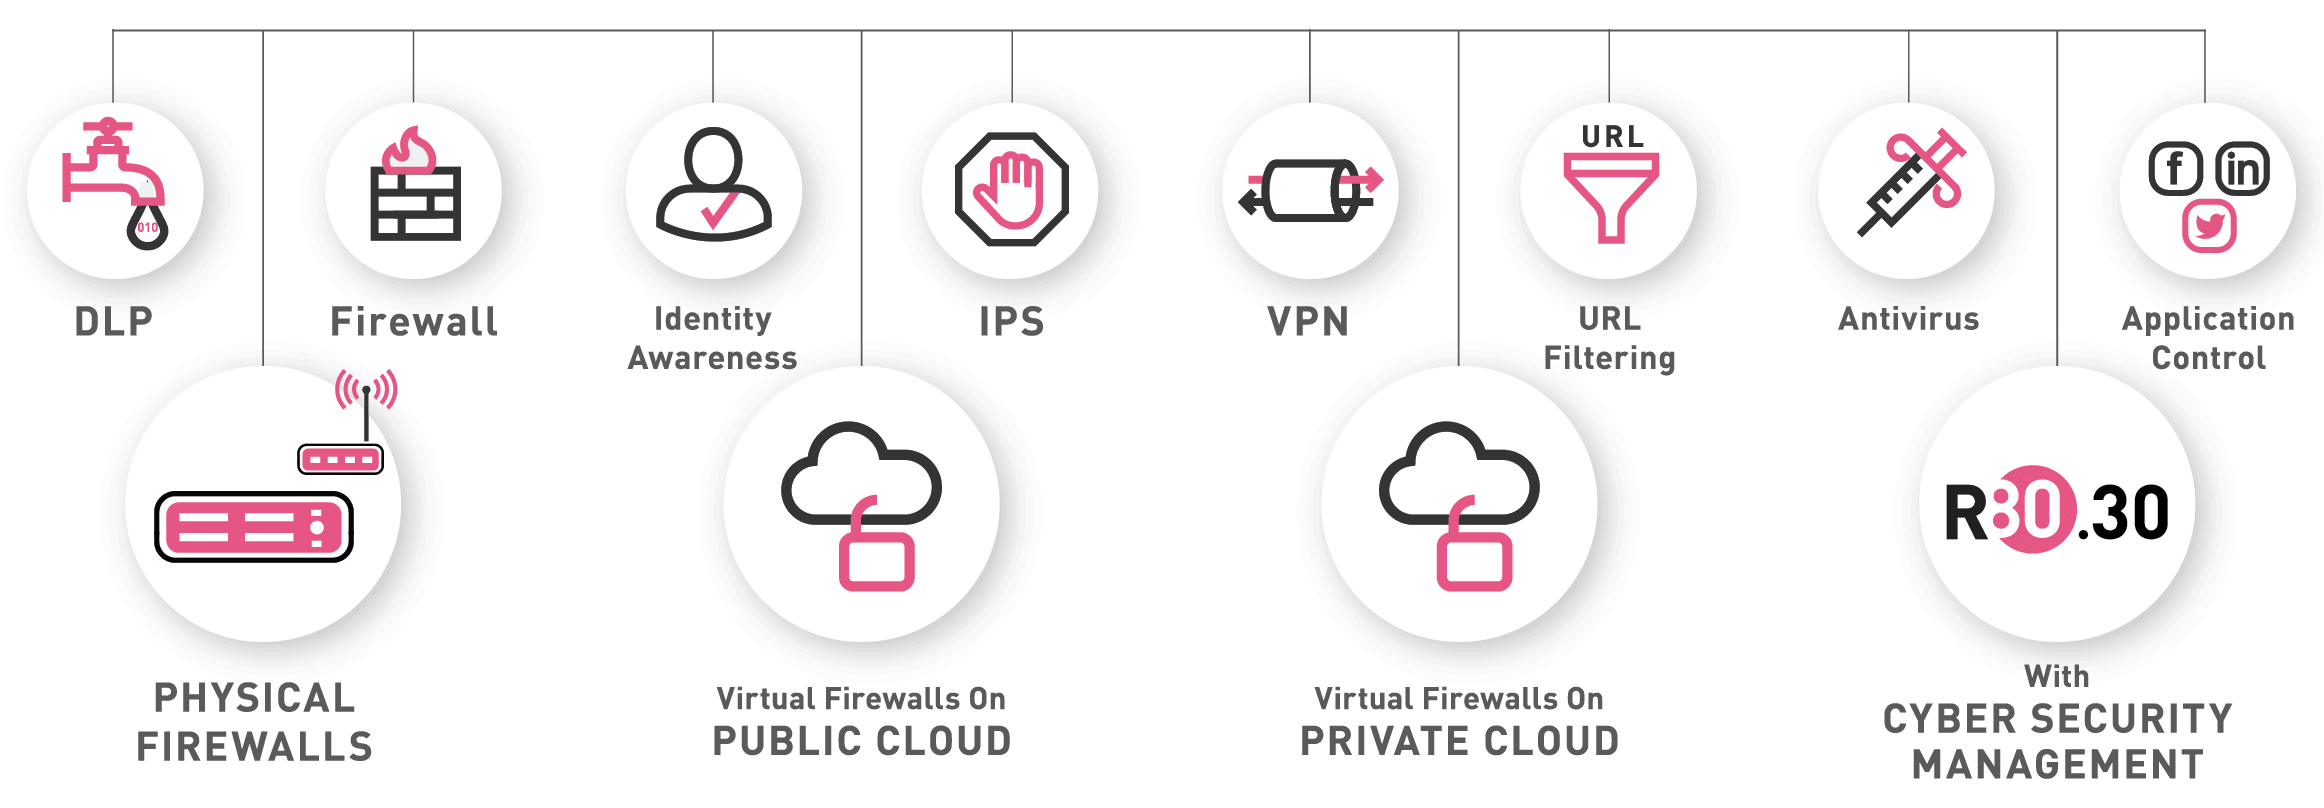 010
URL
f
in
DLP
Firewall
Identity
Awareness
IPS
VPN
URL
Filtering
Antivirus
Application
Control
R80.30
PHYSICAL
FIREWALLS
Virtual Firewalls On
PUBLIC CLOUD
Virtual Firewalls On
PRIVATE CLOUD
With
CYBER SECURITY
MANAGEMENT